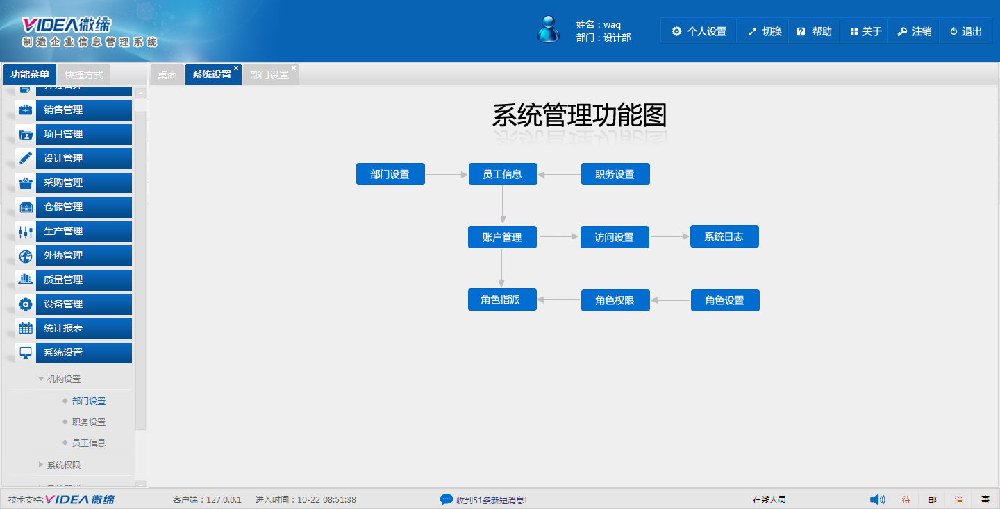 VIDEA微缔
制造企业信息管理系统
姓名：waq
部门：设计部
个人设置 切换 帮助 关于 注销 退出
功能菜单 快捷方式
桌面 系统设置 部门设置
销售管理
项目管理
设计管理
采购管理
仓储管理
生产管理
外协管理
质量管理
设备管理
统计报表
系统设置
机构设置
部门设置
职务设置
员工信息
系统权限
系统管理功能图
部门设置 员工信息 职务设置
账户管理 访问设置 系统日志
角色指派 角色权限 角色设置
技术支持:VIDEA微缔
客户端：127.0.0.1 进入时间：10-22 08:51:38
收到51条新短消息!
在线人员
待 邮 消 事